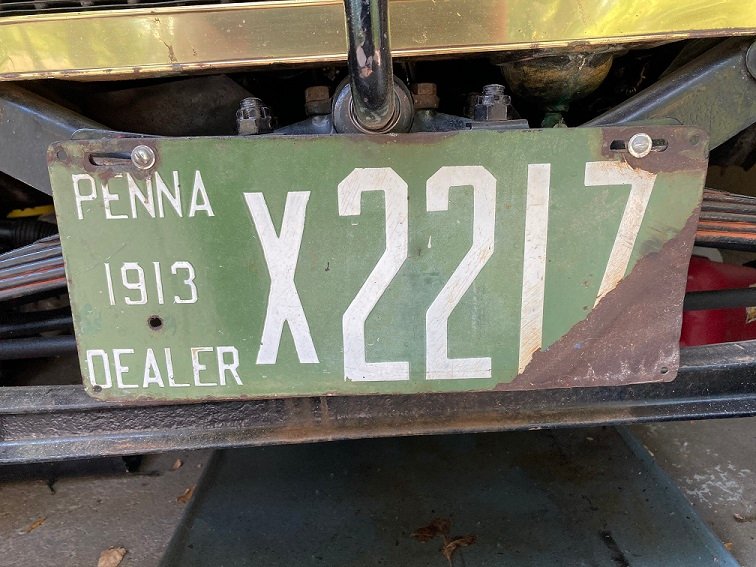 PENNA
1913
DEALER
X2217